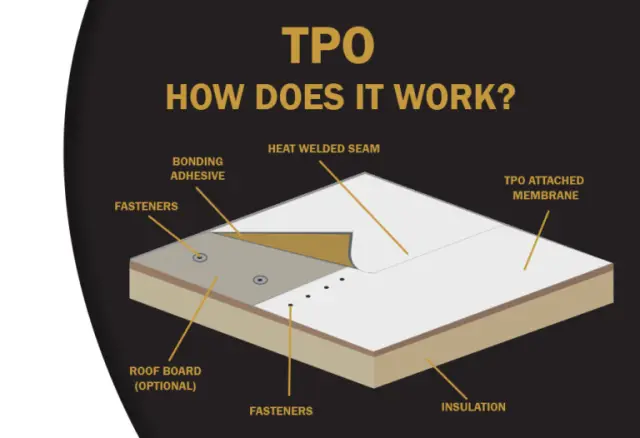 TPO
HOW DOES IT WORK?
HEAT WELDED SEAM
BONDING
ADHESIVE
TPO ATTACHED
MEMBRANE
FASTENERS
ROOF BOARD
(OPTIONAL)
FASTENERS
INSULATION